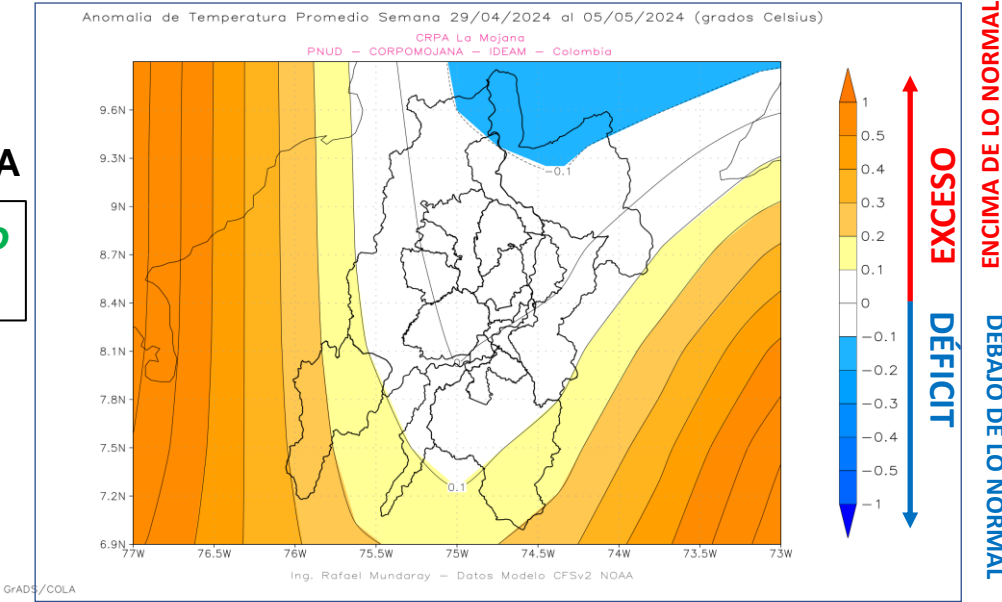 Anomalia de Temperatura Promedio Semana 29/04/2024 al 05/05/2024 (grados Celsius)
CRPA La Mojana
PNUD — CORPOMOJANA — IDEAM — Colombia
A
o
9.6N
9.3N
9N
8.7N
8.4N
8.1N
7.8N
7.5N
7.2N
6.9N
77W
76.5W
76W
75.5W
75W
74.5W
74W
73.5W
73W
−0.1
0.1
1
0.5
0.4
0.3
0.2
0.1
0
−0.1
−0.2
−0.3
−0.4
−0.5
−1
EXCESO
DÉFICIT
ENCIMA DE LO NORMAL
DEBAJO DE LO NORMAL
Ing. Rafael Mundaray — Datos Modelo CFSv2 NOAA
GrADS/COLA